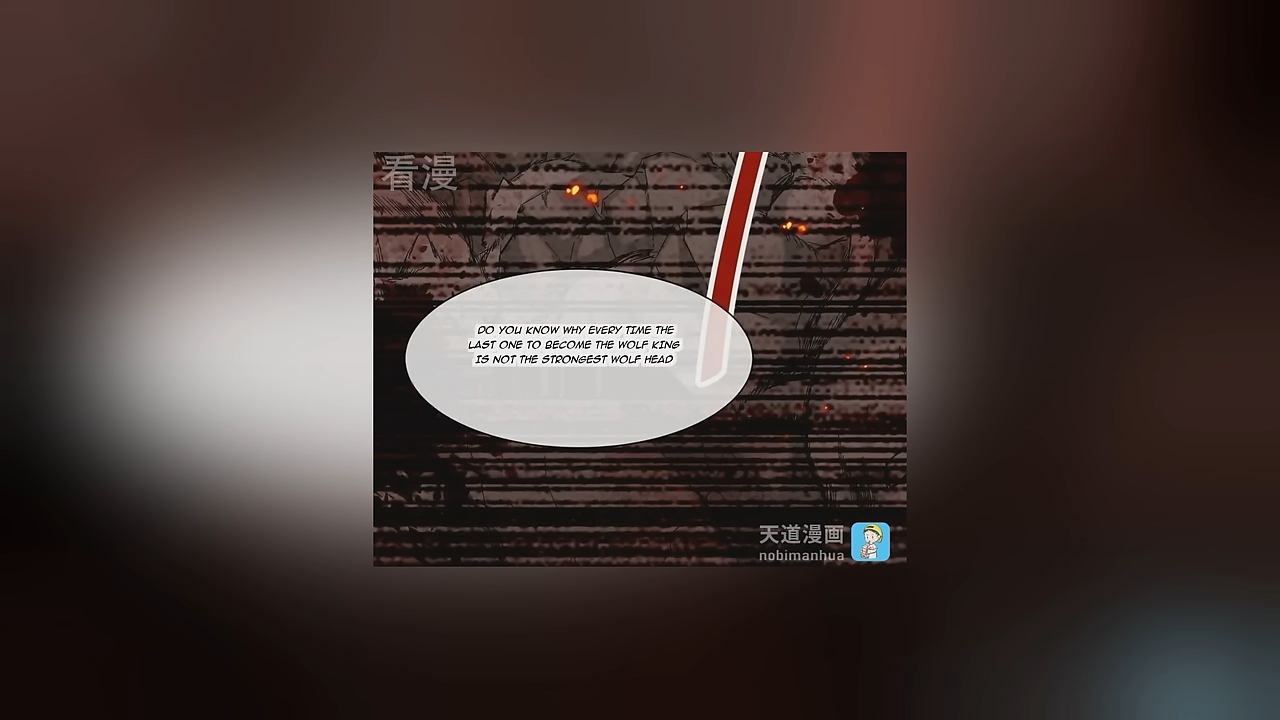 看漫
DO YOU KNOW WHY EVERY TIME THE
LAST ONE TO BECOME THE WOLF KING
IS NOT THE STRONGEST WOLF HEAD
天道漫画
nobimanhua